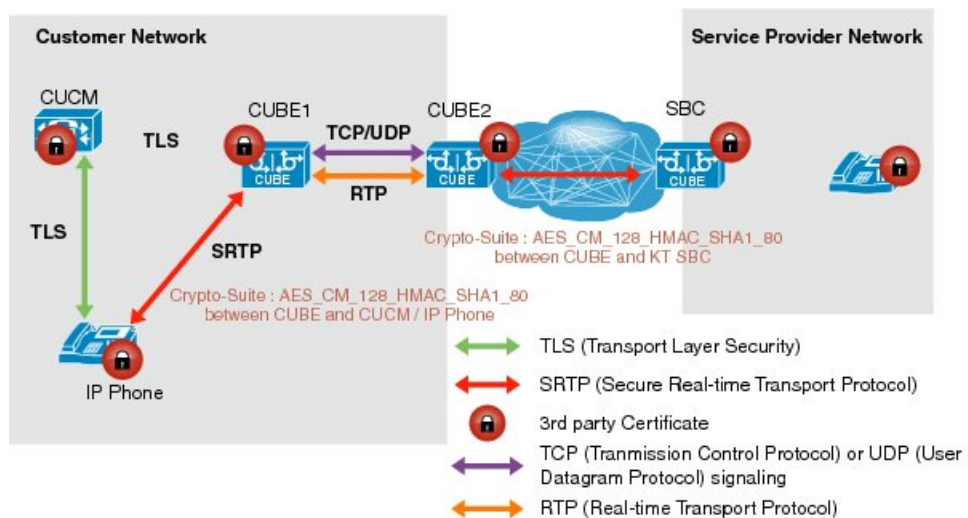 Customer Network
Service Provider Network
CUCM
CUBE1
CUBE2
SBC
TLS
TCP/UDP
CUBE
CUBE
CUBE
RTP
TLS
SRTP
Crypto-Suite : AES_CM_128_HMAC_SHA1_80
between CUBE and KT SBC
Crypto-Suite : AES_CM_128_HMAC_SHA1_80
between CUBE and CUCM / IP Phone
IP Phone
TLS (Transport Layer Security)
SRTP (Secure Real-time Transport Protocol)
3rd party Certificate
TCP (Tranmission Control Protocol) or UDP (User
Datagram Protocol) signaling
RTP (Real-time Transport Protocol)